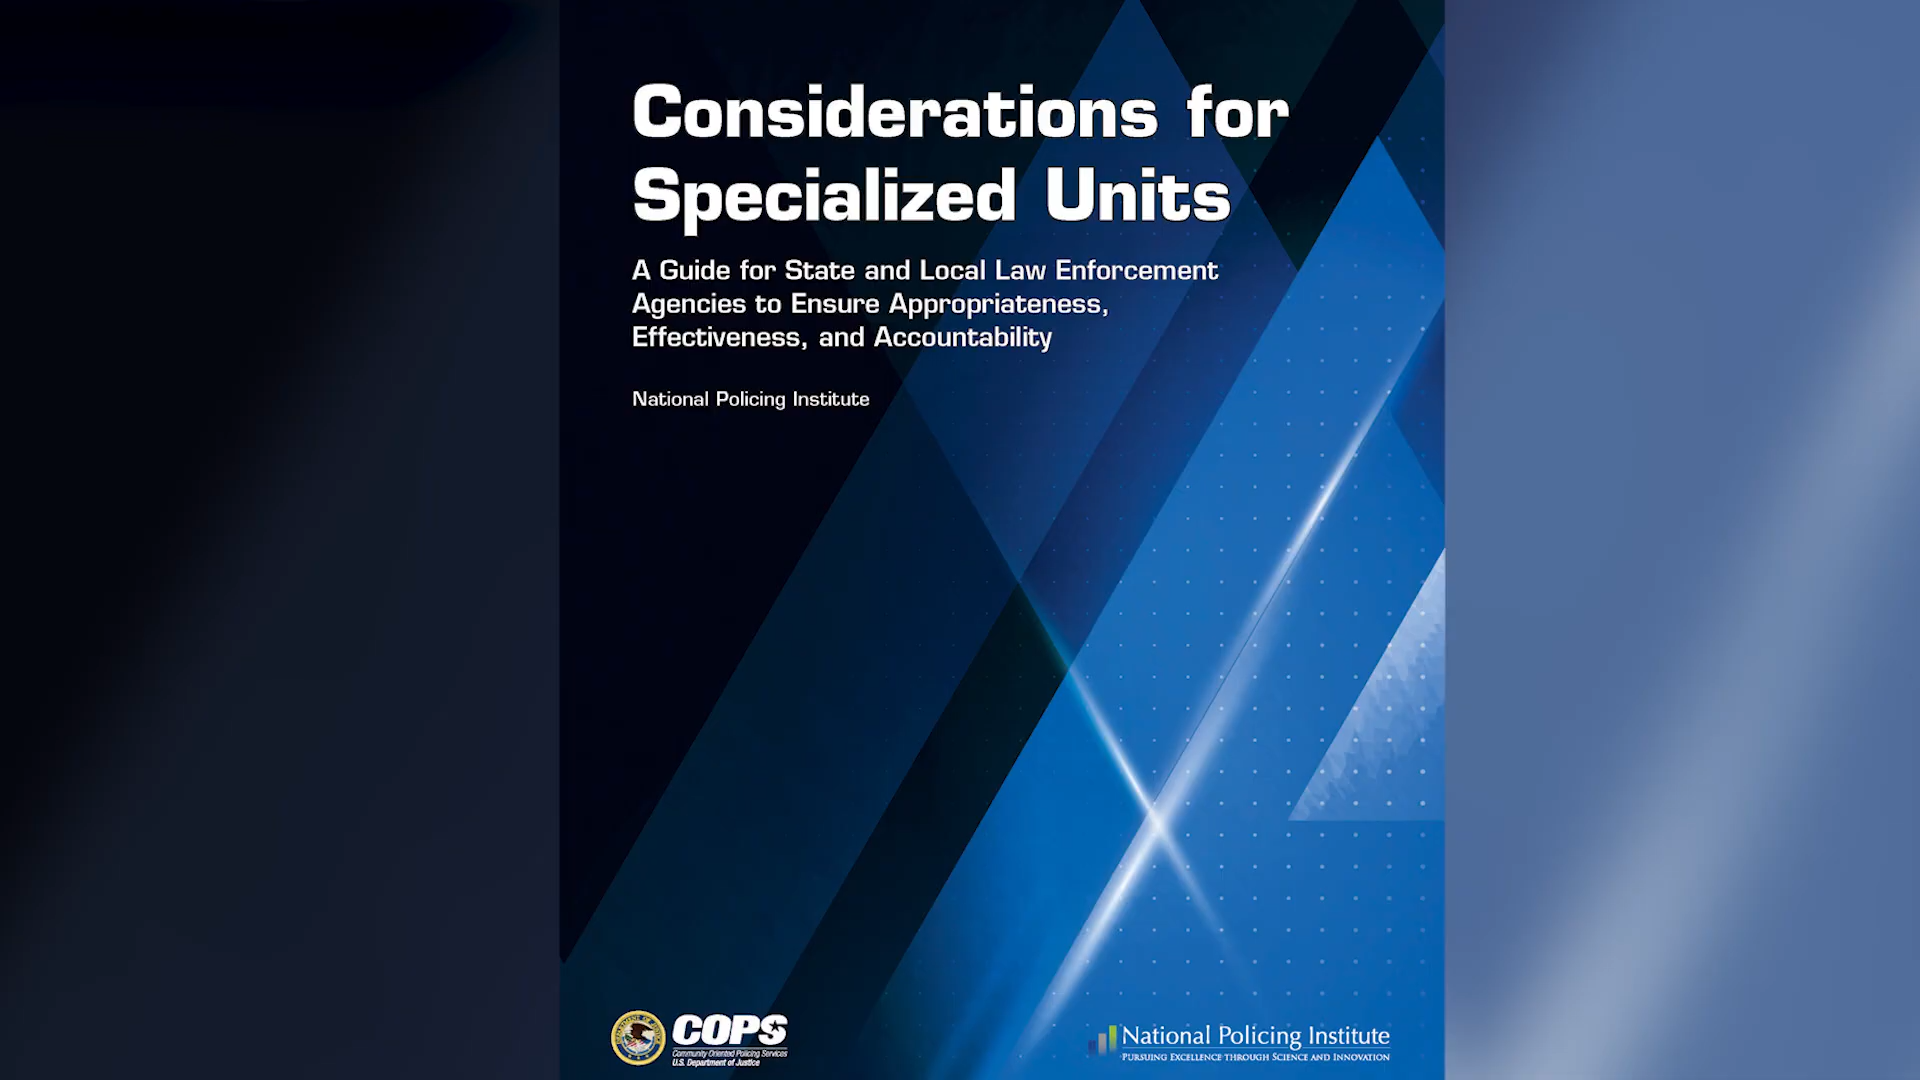 Considerations for
Specialized Units
A Guide for State and Local Law Enforcement
Agencies to Ensure Appropriateness,
Effectiveness, and Accountability
National Policing Institute
COPS
Community Oriented Policing Services
U.S. Department of Justice
National Policing Institute
PURSUING EXCELLENCE THROUGH SCIENCE AND INNOVATION